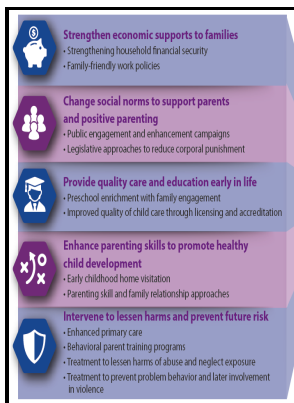 Strengthen economic supports to families
• Strengthening household financial security
• Family-friendly work policies
Change social norms to support parents
and positive parenting
• Public engagement and enhancement campaigns
• Legislative approaches to reduce corporal punishment
Provide quality care and education early in life
• Preschool enrichment with family engagement
• Improved quality of child care through licensing and accreditation
Enhance parenting skills to promote healthy
child development
• Early childhood home visitation
• Parenting skill and family relationship approaches
Intervene to lessen harms and prevent future risk
• Enhanced primary care
• Behavioral parent training programs
• Treatment to lessen harms of abuse and neglect exposure
• Treatment to prevent problem behavior and later involvement
in violence